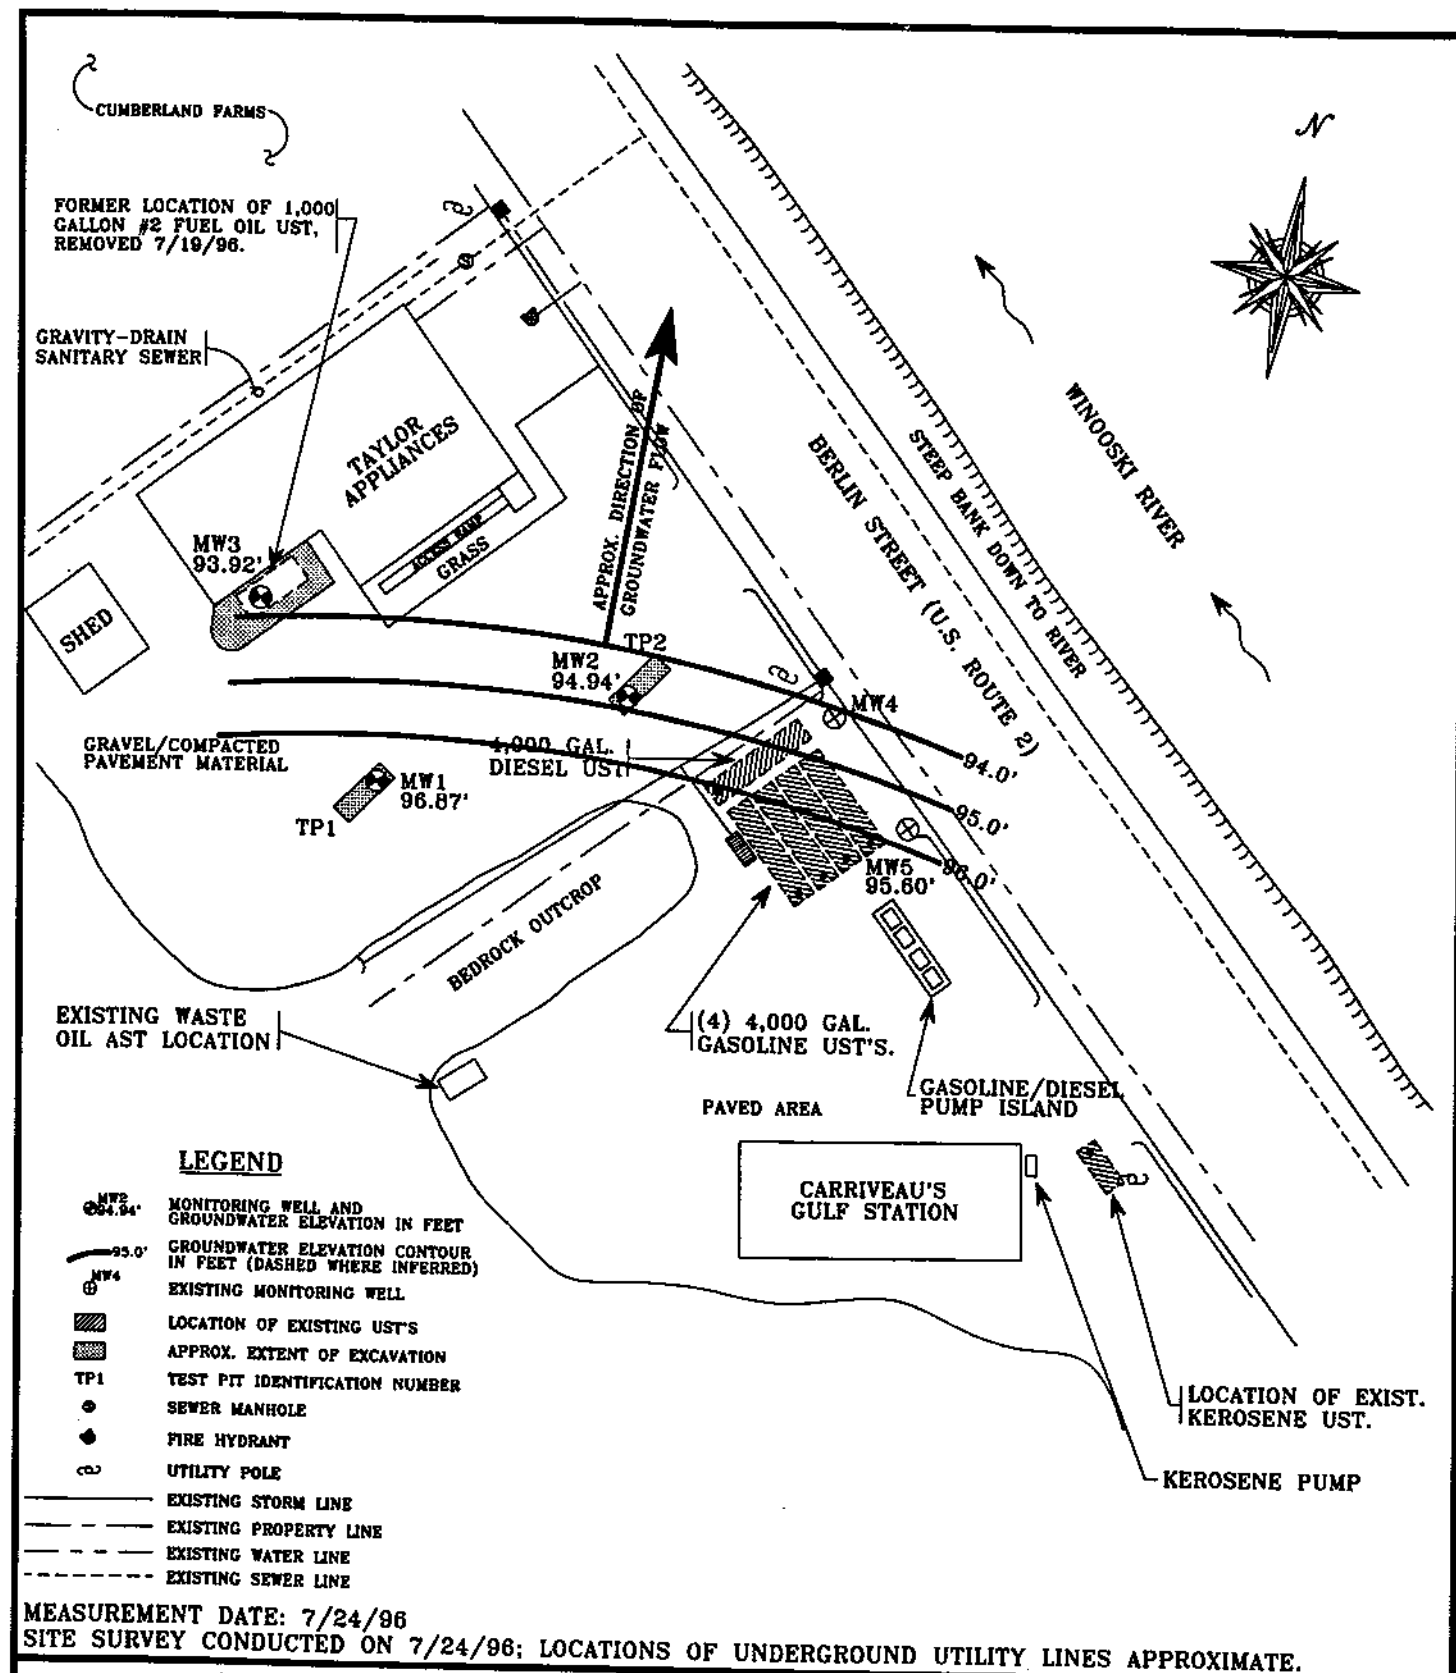 CUMBERLAND FARMS
N
FORMER LOCATION OF 1,000
GALLON #2 FUEL OIL UST,
REMOVED 7/19/96.
GRAVITY-DRAIN
SANITARY SEWER
TAYLOR
APPLIANCES
ACCESS RAMP
GRASS
APPROX. DIRECTION OF
GROUNDWATER FLOW
BERLIN STREET (U.S. ROUTE 2)
STEEP BANK DOWN TO RIVER
WINOOSKI RIVER
MW3
93.92'
SHED
TP2
MW2
94.94'
MW4
94.0'
GRAVEL/COMPACTED
PAVEMENT MATERIAL
4,000 GAL.
DIESEL UST
MW1
96.87'
TP1
95.0'
MW5
95.60'
96.0'
BEDROCK OUTCROP
EXISTING WASTE
OIL AST LOCATION
(4) 4,000 GAL.
GASOLINE UST'S.
GASOLINE/DIESEL
PUMP ISLAND
PAVED AREA
CARRIVEAU'S
GULF STATION
LOCATION OF EXIST.
KEROSENE UST.
KEROSENE PUMP
LEGEND
MW2
94.94'
MONITORING WELL AND
GROUNDWATER ELEVATION IN FEET
95.0'
GROUNDWATER ELEVATION CONTOUR
IN FEET (DASHED WHERE INFERRED)
MW4
EXISTING MONITORING WELL
LOCATION OF EXISTING UST'S
APPROX. EXTENT OF EXCAVATION
TP1 TEST PIT IDENTIFICATION NUMBER
SEWER MANHOLE
FIRE HYDRANT
UTILITY POLE
EXISTING STORM LINE
EXISTING PROPERTY LINE
EXISTING WATER LINE
EXISTING SEWER LINE
MEASUREMENT DATE: 7/24/96
SITE SURVEY CONDUCTED ON 7/24/96; LOCATIONS OF UNDERGROUND UTILITY LINES APPROXIMATE.